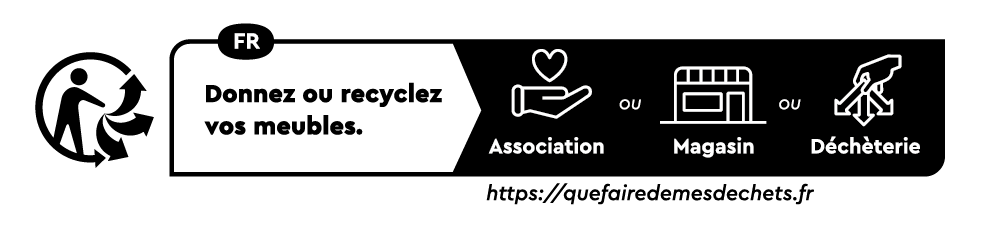 FR
Donnez ou recyclez
vos meubles.
Association ou Magasin ou Déchèterie
https://quefairedemesdechets.fr